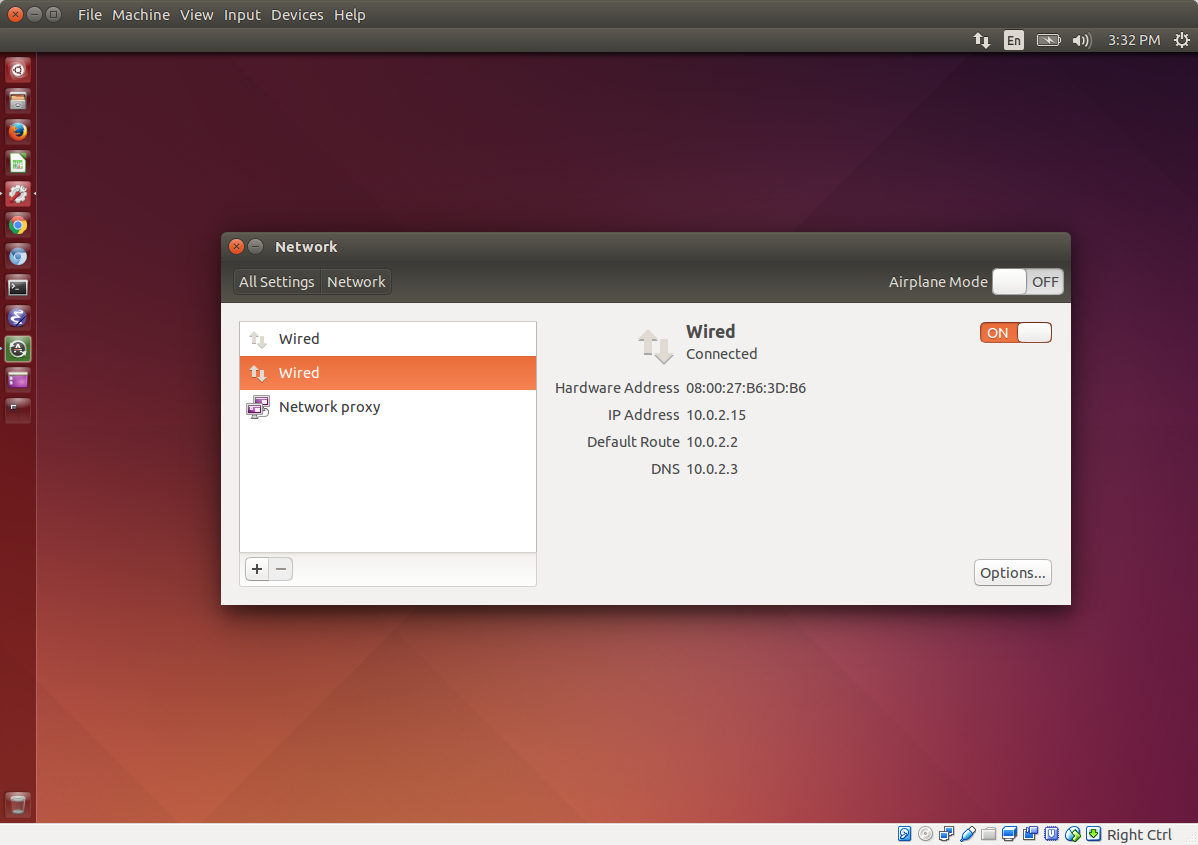 File Machine View Input Devices Help
En 3:32 PM
Network
All Settings Network Airplane Mode OFF
Wired
Wired
Network proxy
Wired
Connected
ON
Hardware Address 08:00:27:B6:3D:B6
IP Address 10.0.2.15
Default Route 10.0.2.2
DNS 10.0.2.3
+ −
Options...
Right Ctrl